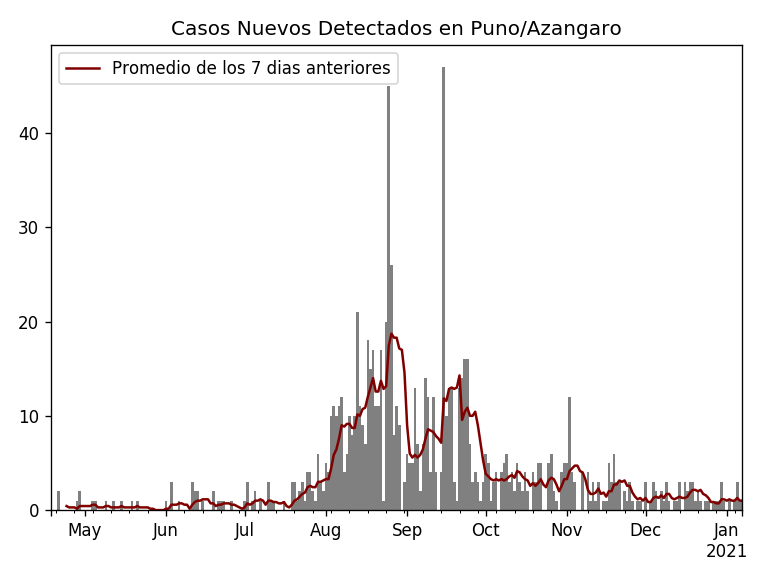 Casos Nuevos Detectados en Puno/Azangaro
Promedio de los 7 dias anteriores
40
30
20
10
0
May Jun Jul Aug Sep Oct Nov Dec Jan
2021